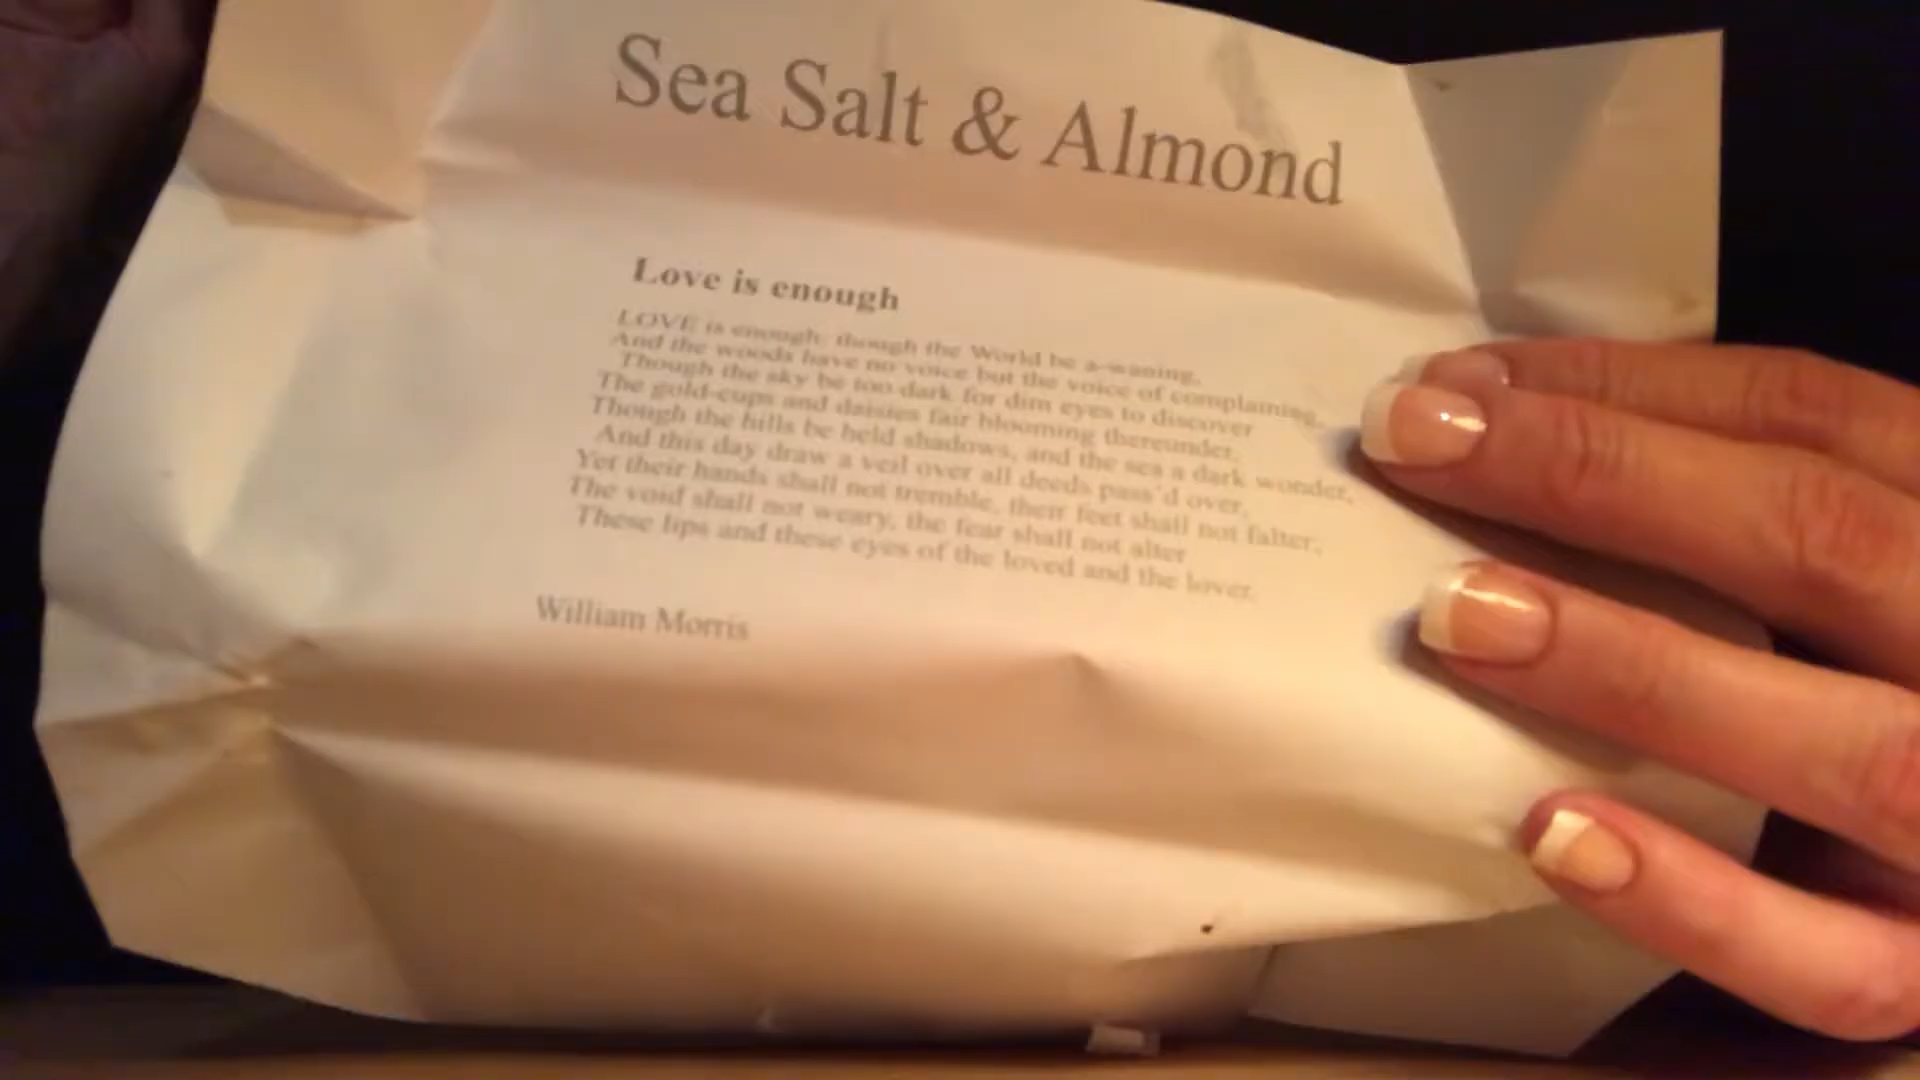 Sea Salt & Almond
Love is enough
LOVE is enough: though the World be a-waning,
And the woods have no voice but the voice of complaining,
Though the sky be too dark for dim eyes to discover
The gold-cups and daisies fair blooming thereunder,
Though the hills be held shadows, and the sea a dark wonder,
And this day draw a veil over all deeds pass'd over,
Yet their hands shall not tremble, their feet shall not falter;
The void shall not weary, the fear shall not alter
These lips and these eyes of the loved and the lover.
William Morris